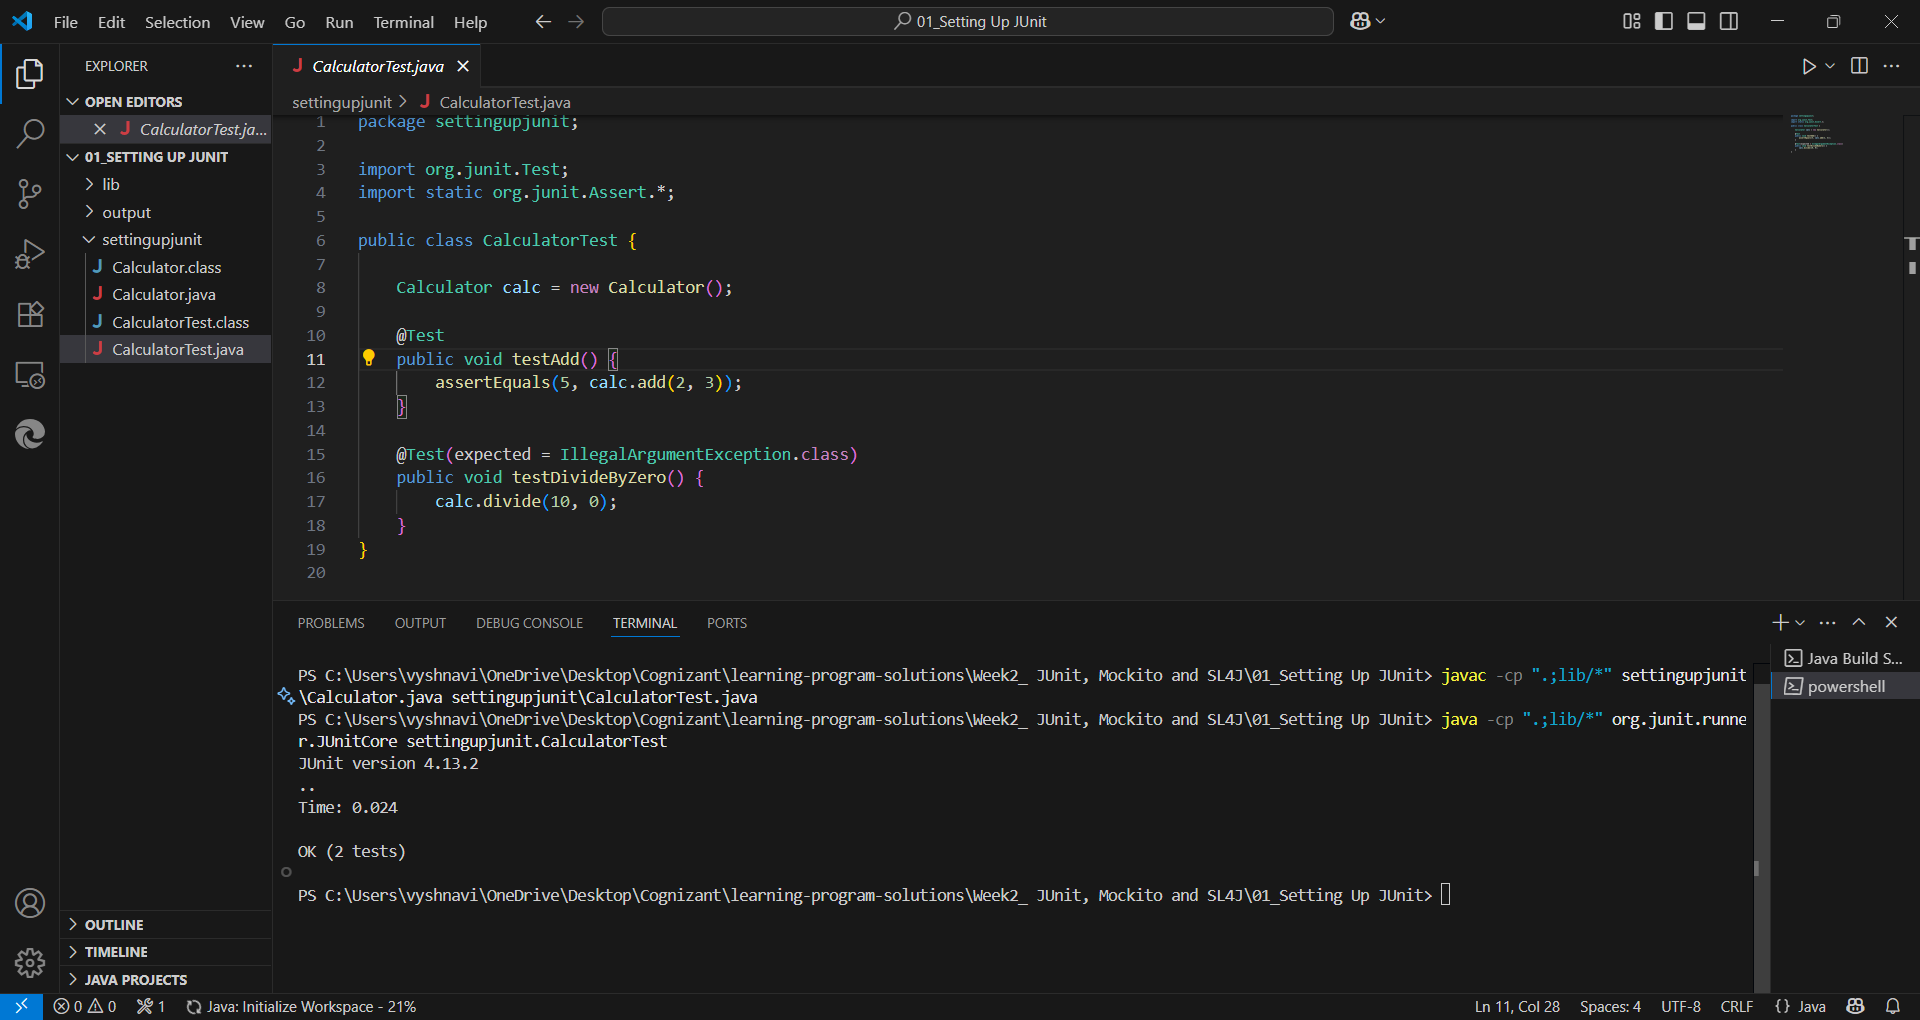 File Edit Selection View Go Run Terminal Help
01_Setting Up JUnit
EXPLORER
OPEN EDITORS
CalculatorTest.ja...
01_SETTING UP JUNIT
lib
output
settingupjunit
Calculator.class
Calculator.java
CalculatorTest.class
CalculatorTest.java
OUTLINE
TIMELINE
JAVA PROJECTS
CalculatorTest.java
settingupjunit > CalculatorTest.java
1 package settingupjunit;
2
3 import org.junit.Test;
4 import static org.junit.Assert.*;
5
6 public class CalculatorTest {
7
8 Calculator calc = new Calculator();
9
10 @Test
11 public void testAdd() {
12 assertEquals(5, calc.add(2, 3));
13 }
14
15 @Test(expected = IllegalArgumentException.class)
16 public void testDivideByZero() {
17 calc.divide(10, 0);
18 }
19 }
20
PROBLEMS OUTPUT DEBUG CONSOLE TERMINAL PORTS
PS C:\Users\vyshnavi\OneDrive\Desktop\Cognizant\learning-program-solutions\Week2_ JUnit, Mockito and SL4J\01_Setting Up JUnit> javac -cp ".;lib/*" settingupjunit
\Calculator.java settingupjunit\CalculatorTest.java
PS C:\Users\vyshnavi\OneDrive\Desktop\Cognizant\learning-program-solutions\Week2_ JUnit, Mockito and SL4J\01_Setting Up JUnit> java -cp ".;lib/*" org.junit.runne
r.JUnitCore settingupjunit.CalculatorTest
JUnit version 4.13.2
..
Time: 0.024
OK (2 tests)
PS C:\Users\vyshnavi\OneDrive\Desktop\Cognizant\learning-program-solutions\Week2_ JUnit, Mockito and SL4J\01_Setting Up JUnit>
Java Build S...
powershell
0 0 1 Java: Initialize Workspace - 21%
Ln 11, Col 28 Spaces: 4 UTF-8 CRLF {} Java